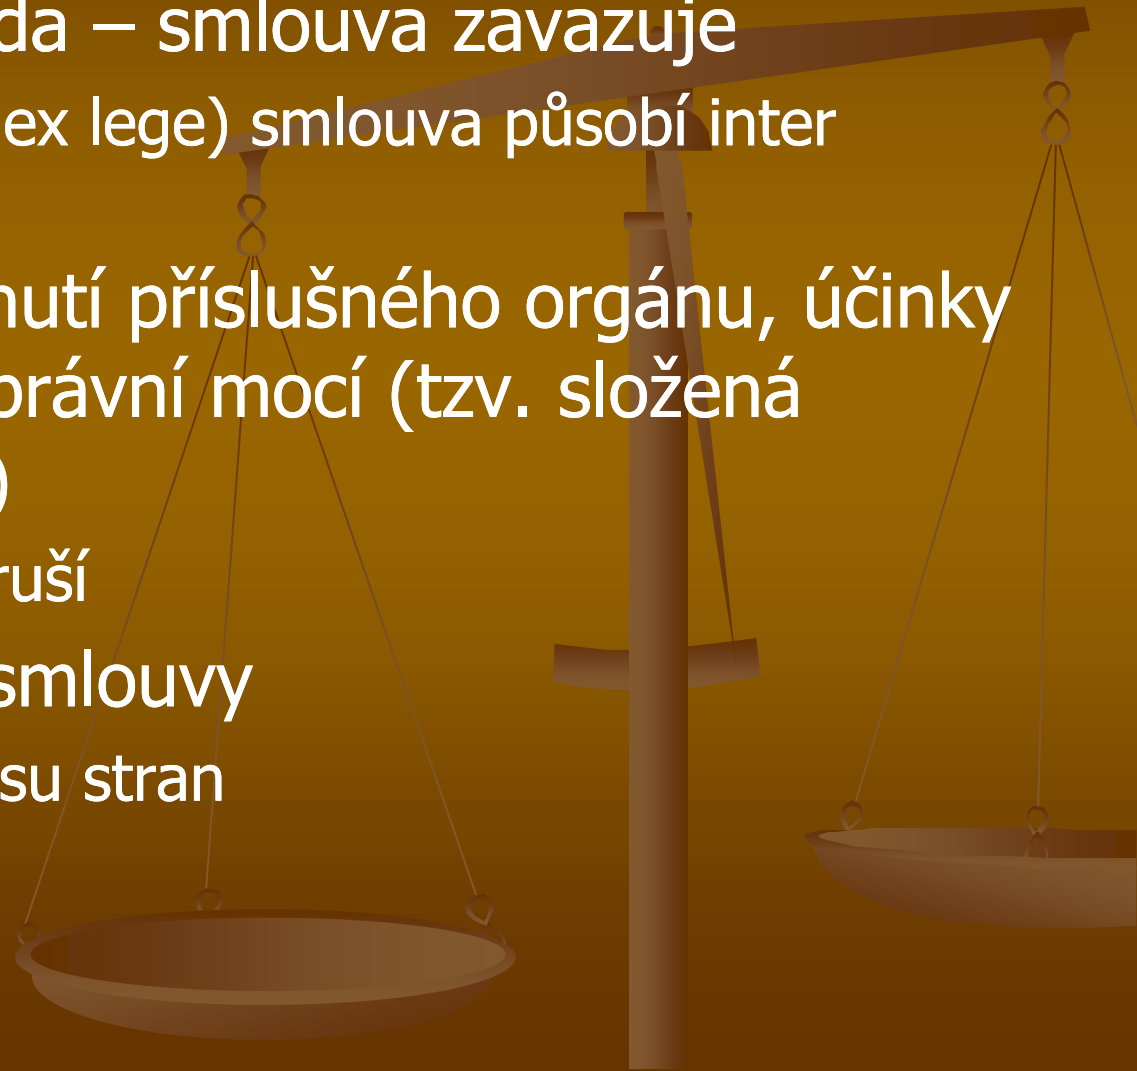 da – smlouva zavazuje
ex lege) smlouva působí inter
nutí příslušného orgánu, účinky
právní mocí (tzv. složená
)
ruší
smlouvy
su stran